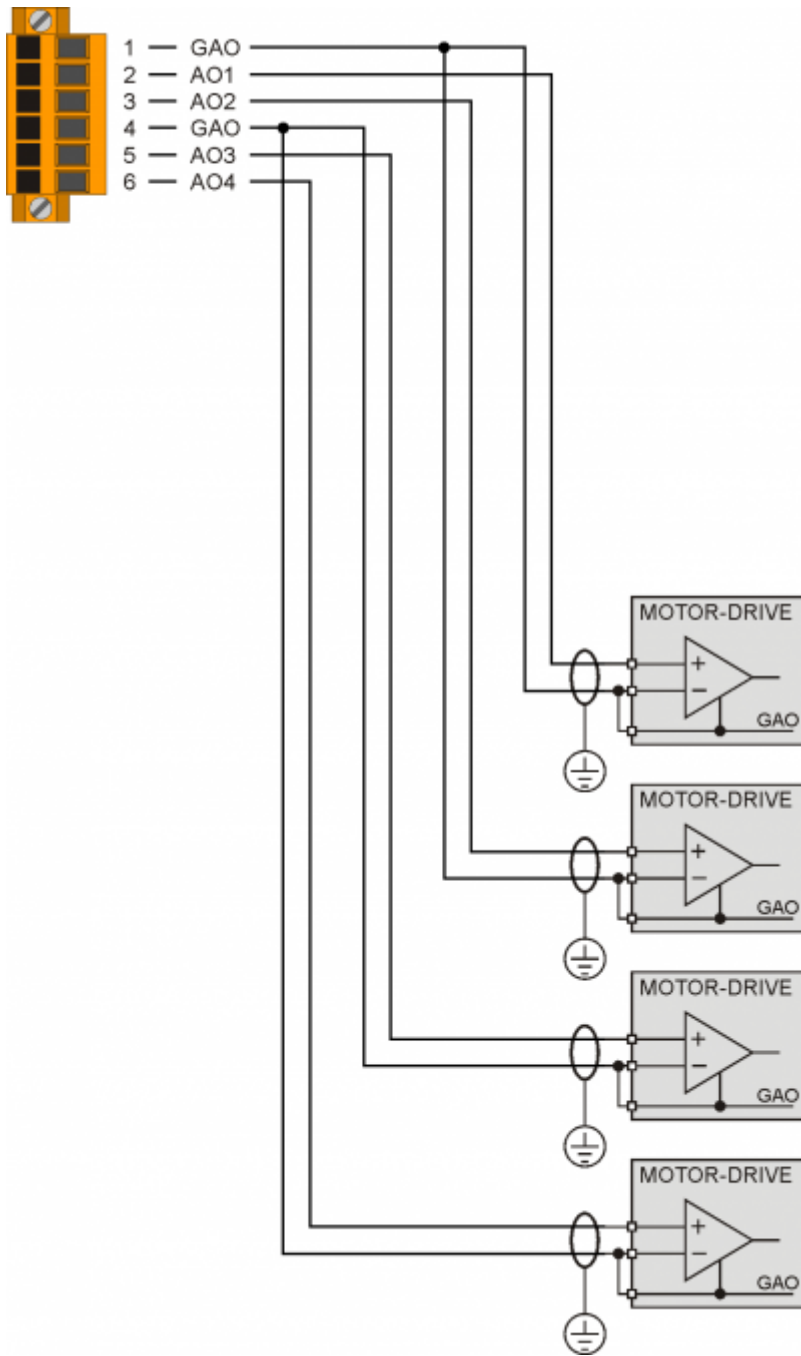 1 — GAO
2 — AO1
3 — AO2
4 — GAO
5 — AO3
6 — AO4
MOTOR-DRIVE
+
−
GAO
MOTOR-DRIVE
+
−
GAO
MOTOR-DRIVE
+
−
GAO
MOTOR-DRIVE
+
−
GAO